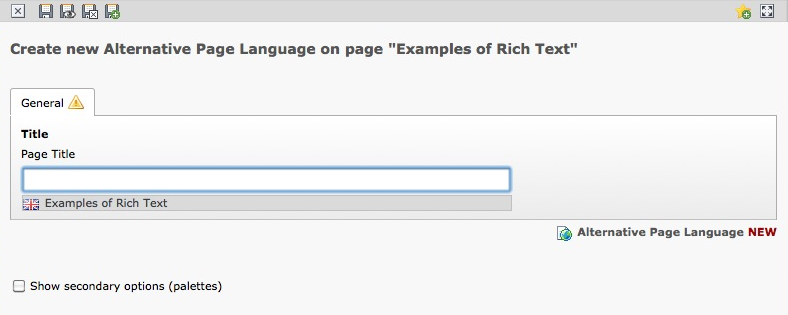 Create new Alternative Page Language on page "Examples of Rich Text"
General
Title
Page Title
Examples of Rich Text
Alternative Page Language NEW
Show secondary options (palettes)